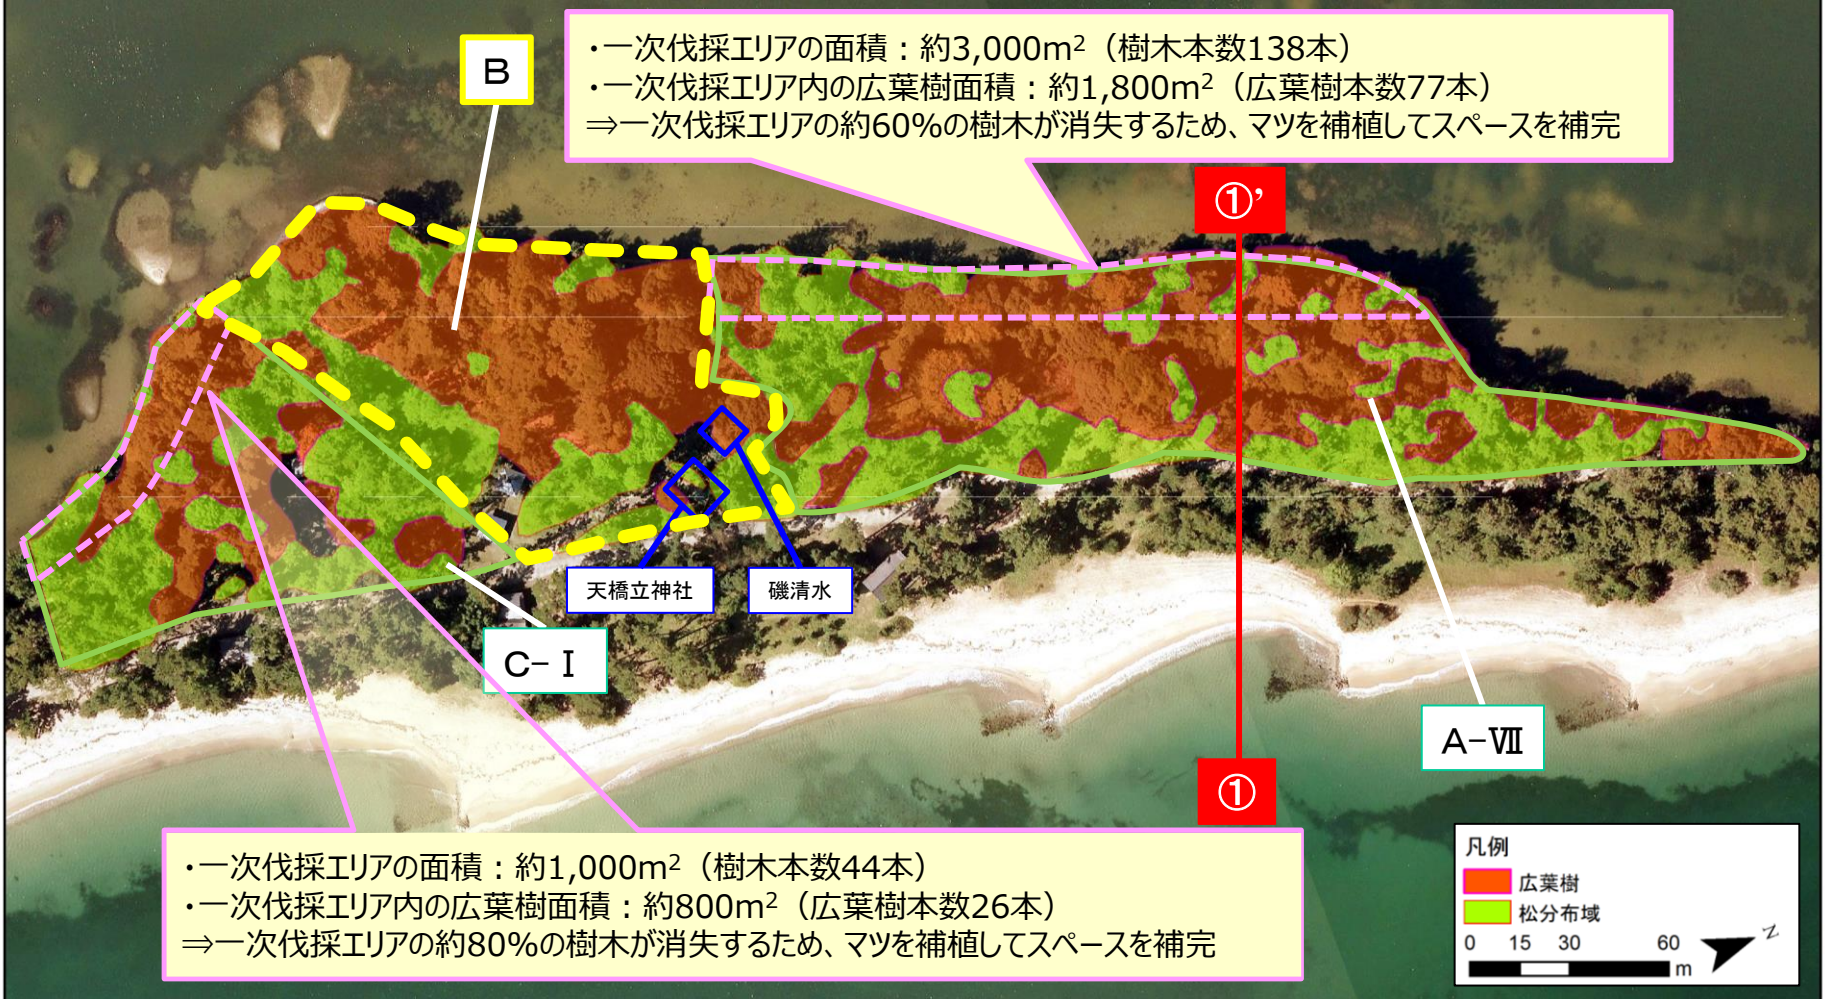 ・一次伐採エリアの面積：約3,000m²（樹木本数138本）
・一次伐採エリア内の広葉樹面積：約1,800m²（広葉樹本数77本）
⇒一次伐採エリアの約60%の樹木が消失するため、マツを補植してスペースを補完
B
①’
天橋立神社
磯清水
C-Ⅰ
A-Ⅶ
①
・一次伐採エリアの面積：約1,000m²（樹木本数44本）
・一次伐採エリア内の広葉樹面積：約800m²（広葉樹本数26本）
⇒一次伐採エリアの約80%の樹木が消失するため、マツを補植してスペースを補完
凡例
広葉樹
松分布域
0 15 30 60
m
N